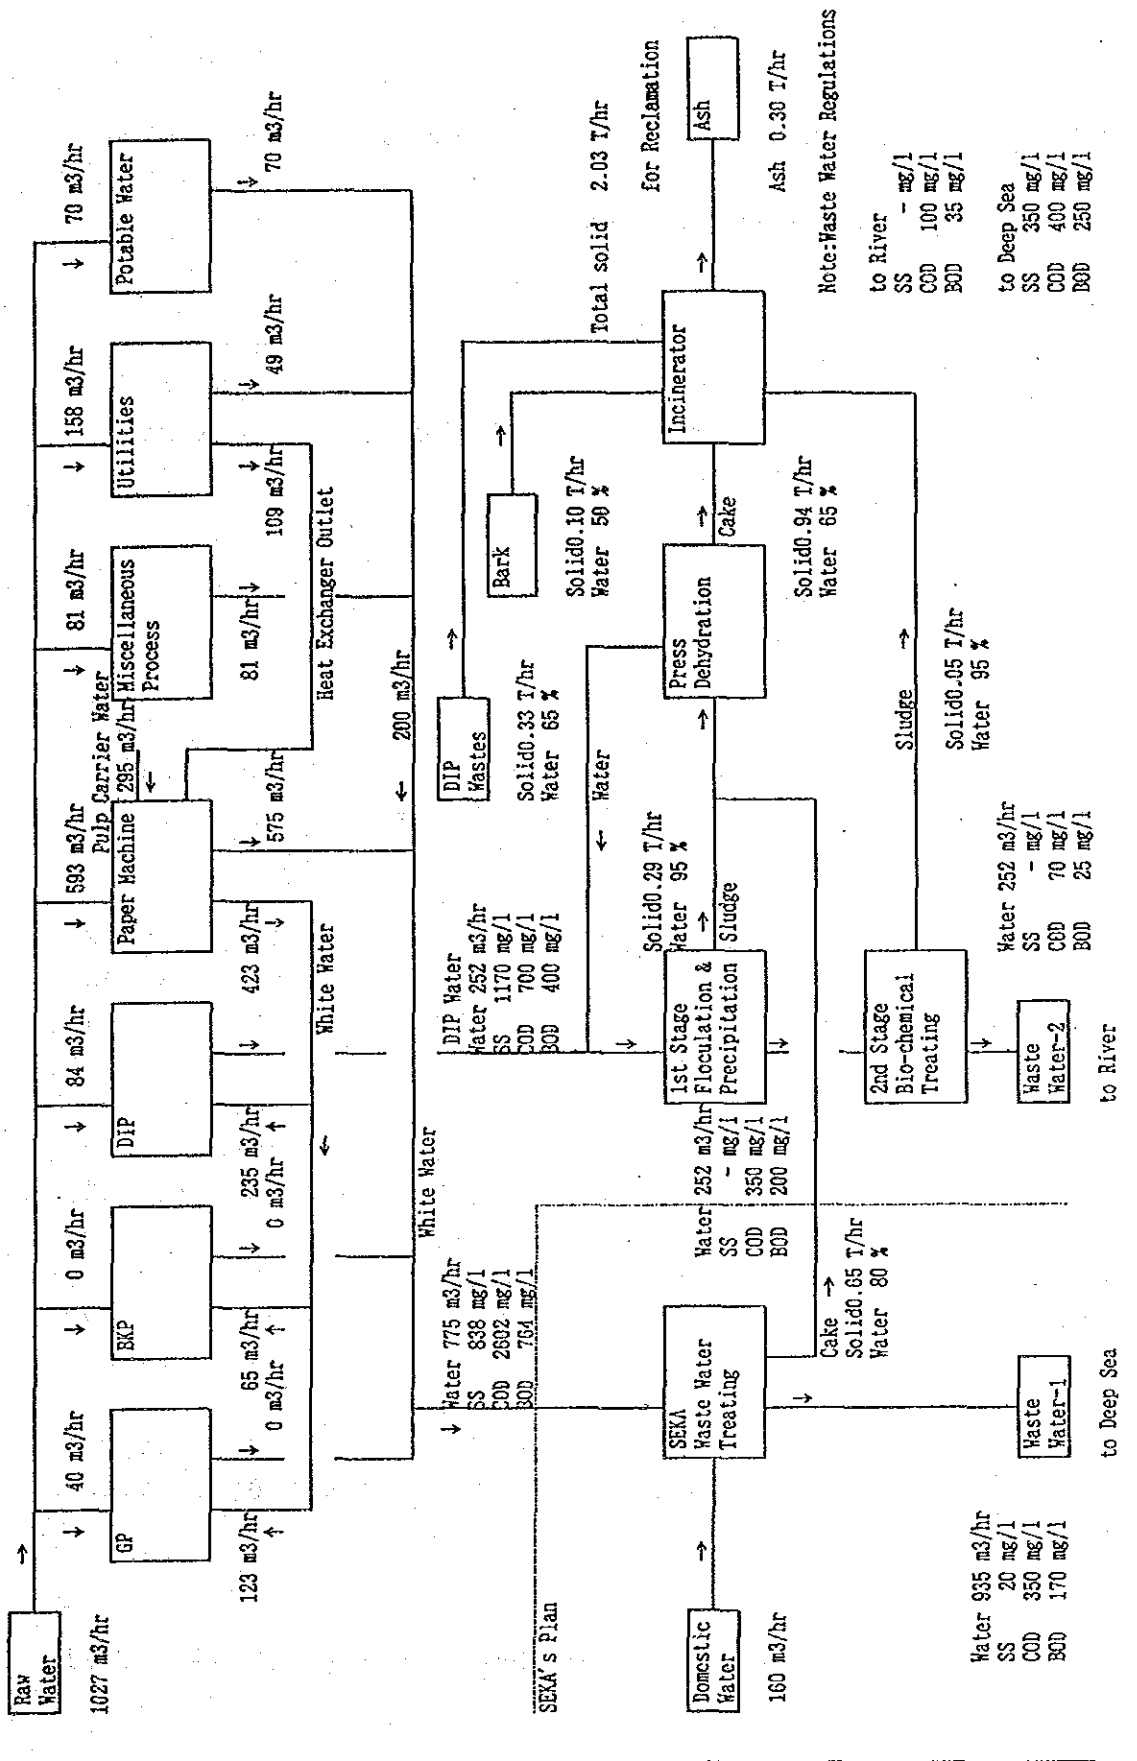 Raw
Water
1027 m3/hr
→
40 m3/hr
↓
0 m3/hr
↓
84 m3/hr
↓
593 m3/hr
↓
81 m3/hr
↓
158 m3/hr
↓
70 m3/hr
↓
GP
BKP
DIP
Paper Machine
Pulp Carrier Water
295 m3/hr
←
Miscellaneous
Process
Utilities
Potable Water
123 m3/hr
↑
0 m3/hr
↓
65 m3/hr
↑
0 m3/hr
↓
235 m3/hr
↑
↓
423 m3/hr
↓
575 m3/hr
↓
81 m3/hr
↓
109 m3/hr
↓
49 m3/hr
↓
70 m3/hr
↓
←
White Water
Heat Exchanger Outlet
White Water
←
200 m3/hr
↓
Water 775 m3/hr
SS 838 mg/l
COD 2602 mg/l
BOD 764 mg/l
DIP Water
Water 252 m3/hr
SS 1170 mg/l
COD 700 mg/l
BOD 400 mg/l
DIP
Wastes
→
Solid0.33 T/hr
Water 65 %
Bark
→
Solid0.10 T/hr
Water 50 %
Total solid 2.03 T/hr
SEKA's Plan
← Water
Domestic
Water
160 m3/hr
→
SEKA
Waste Water
Treating
Water 252 m3/hr
SS - mg/l
COD 350 mg/l
BOD 200 mg/l
↓
1st Stage
Floculation &
Precipitation
Solid0.29 T/hr
Water 95 %
→
Sludge
→
Press
Dehydration
→
Cake
Solid0.94 T/hr
Water 65 %
Incinerator
→
Ash
for Reclamation
Ash 0.30 T/hr
↓
Cake →
Solid0.65 T/hr
Water 80 %
↓
2nd Stage
Bio-chemical
Treating
Sludge →
Solid0.05 T/hr
Water 95 %
Note:Waste Water Regulations
to River
SS - mg/l
COD 100 mg/l
BOD 35 mg/l
to Deep Sea
SS 350 mg/l
COD 400 mg/l
BOD 250 mg/l
Water 935 m3/hr
SS 20 mg/l
COD 350 mg/l
BOD 170 mg/l
Waste
Water-1
to Deep Sea
↓
Waste
Water-2
to River
Water 252 m3/hr
SS - mg/l
COD 70 mg/l
BOD 25 mg/l